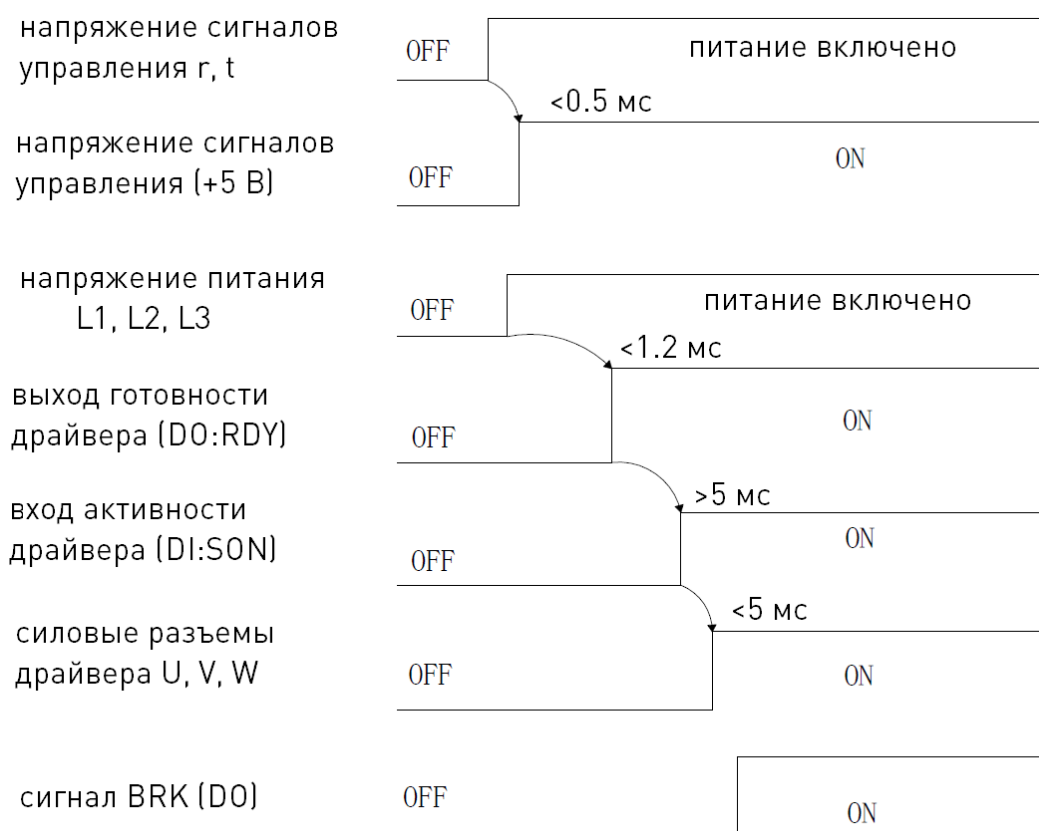 напряжение сигналов
управления r, t
OFF
питание включено
<0.5 мс
напряжение сигналов
управления (+5 В)
OFF
ON
напряжение питания
L1, L2, L3
OFF
питание включено
<1.2 мс
выход готовности
драйвера (DO:RDY)
OFF
ON
>5 мс
вход активности
драйвера (DI:SON)
OFF
ON
<5 мс
силовые разъемы
драйвера U, V, W
OFF
ON
сигнал BRK (DO)
OFF
ON